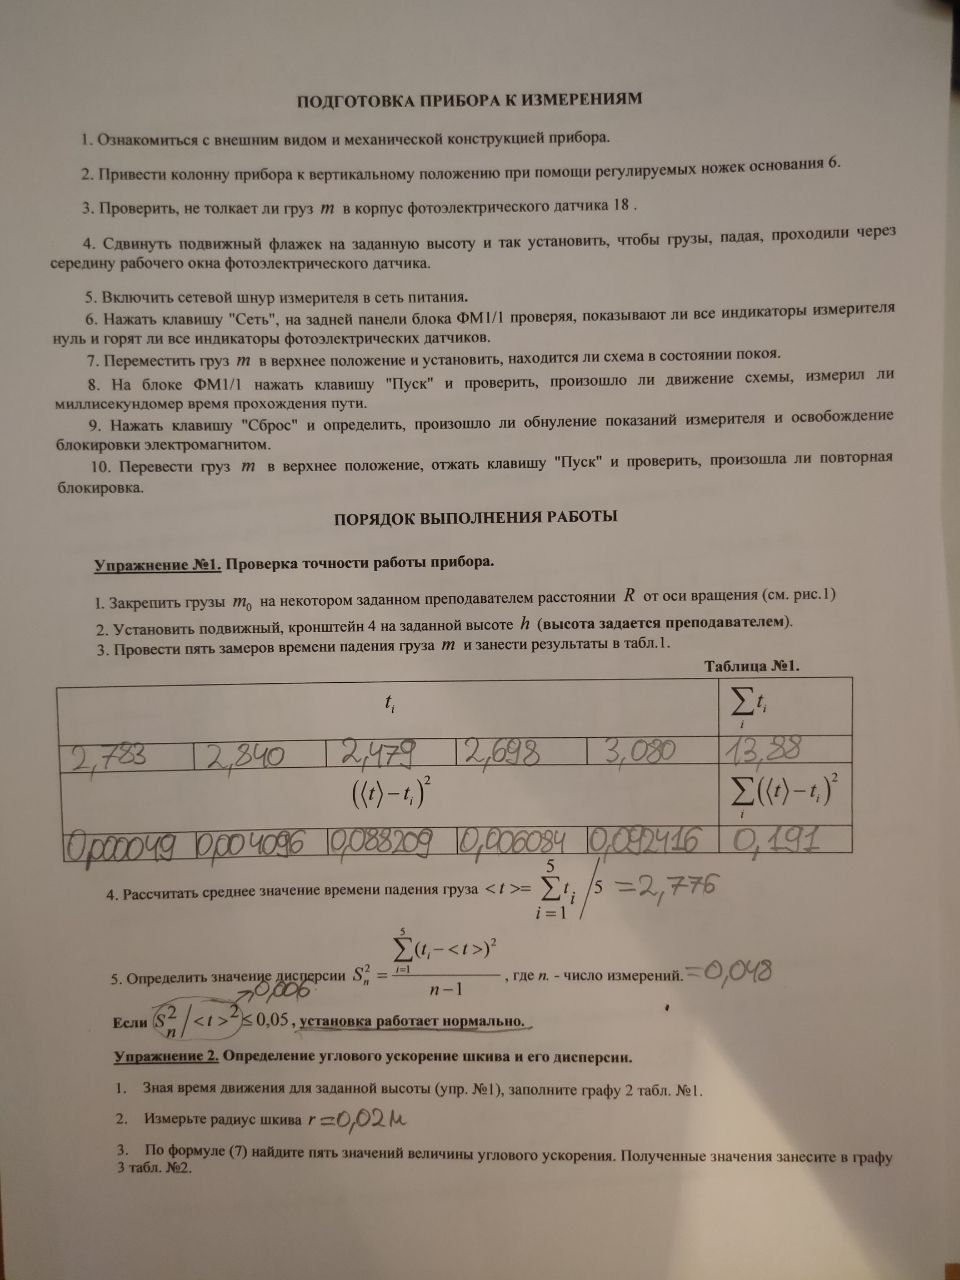 ПОДГОТОВКА ПРИБОРА К ИЗМЕРЕНИЯМ
1. Ознакомиться с внешним видом и механической конструкцией прибора.
2. Привести колонну прибора к вертикальному положению при помощи регулируемых ножек основания 6.
3. Проверить, не толкает ли груз m в корпус фотоэлектрического датчика 18 .
4. Сдвинуть подвижный флажек на заданную высоту и так установить, чтобы грузы, падая, проходили через
середину рабочего окна фотоэлектрического датчика.
5. Включить сетевой шнур измерителя в сеть питания.
6. Нажать клавишу "Сеть", на задней панели блока ФМ1/1 проверяя, показывают ли все индикаторы измерителя
нуль и горят ли все индикаторы фотоэлектрических датчиков.
7. Переместить груз m в верхнее положение и установить, находится ли схема в состоянии покоя.
8. На блоке ФМ1/1 нажать клавишу "Пуск" и проверить, произошло ли движение схемы, измерил ли
миллисекундомер время прохождения пути.
9. Нажать клавишу "Сброс" и определить, произошло ли обнуление показаний измерителя и освобождение
блокировки электромагнитом.
10. Перевести груз m в верхнее положение, отжать клавишу "Пуск" и проверить, произошла ли повторная
блокировка.
ПОРЯДОК ВЫПОЛНЕНИЯ РАБОТЫ
Упражнение №1. Проверка точности работы прибора.
1. Закрепить грузы m₀ на некотором заданном преподавателем расстоянии R от оси вращения (см. рис.1)
2. Установить подвижный, кронштейн 4 на заданной высоте h (высота задается преподавателем).
3. Провести пять замеров времени падения груза m и занести результаты в табл.1.
Таблица №1.
tᵢ ∑ᵢ tᵢ
2,783 2,840 2,479 2,698 3,080 13,88
(⟨t⟩−tᵢ)² ∑ᵢ(⟨t⟩−tᵢ)²
0,000049 0,004096 0,088209 0,006084 0,092416 0,191
4. Рассчитать среднее значение времени падения груза <t>= ∑_{i=1}^{5} tᵢ /5 =2,776
5. Определить значение дисперсии Sₙ² = ∑_{i=1}^{5}(tᵢ−<t>)² / n−1 , где n. - число измерений. =0,048
→0,006
Если Sₙ²/<t>² ≤ 0,05 , установка работает нормально.
Упражнение 2. Определение углового ускорение шкива и его дисперсии.
1. Зная время движения для заданной высоты (упр. №1), заполните графу 2 табл. №1.
2. Измерьте радиус шкива r =0,02м
3. По формуле (7) найдите пять значений величины углового ускорения. Полученные значения занесите в графу
3 табл. №2.